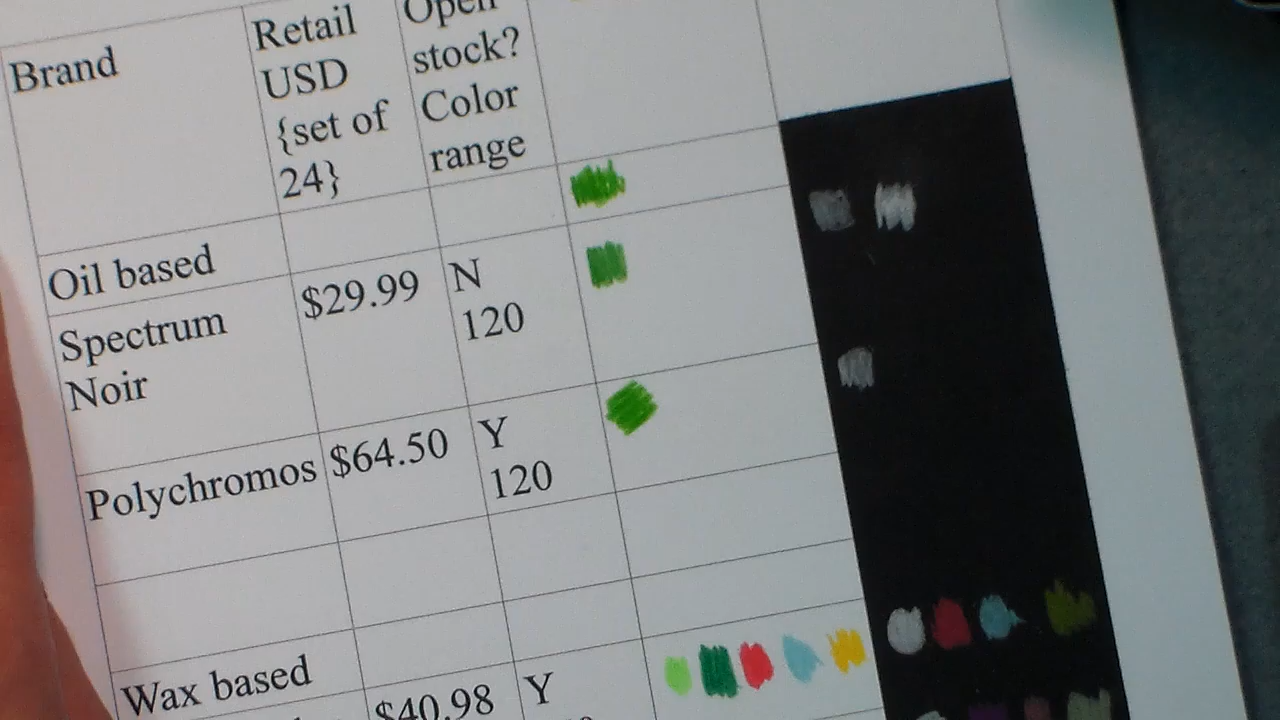 Brand
Retail
USD
{set of
24}
Open
stock?
Color
range
Oil based
Spectrum
Noir
$29.99
N
120
Polychromos
$64.50
Y
120
Wax based
$40.98
Y